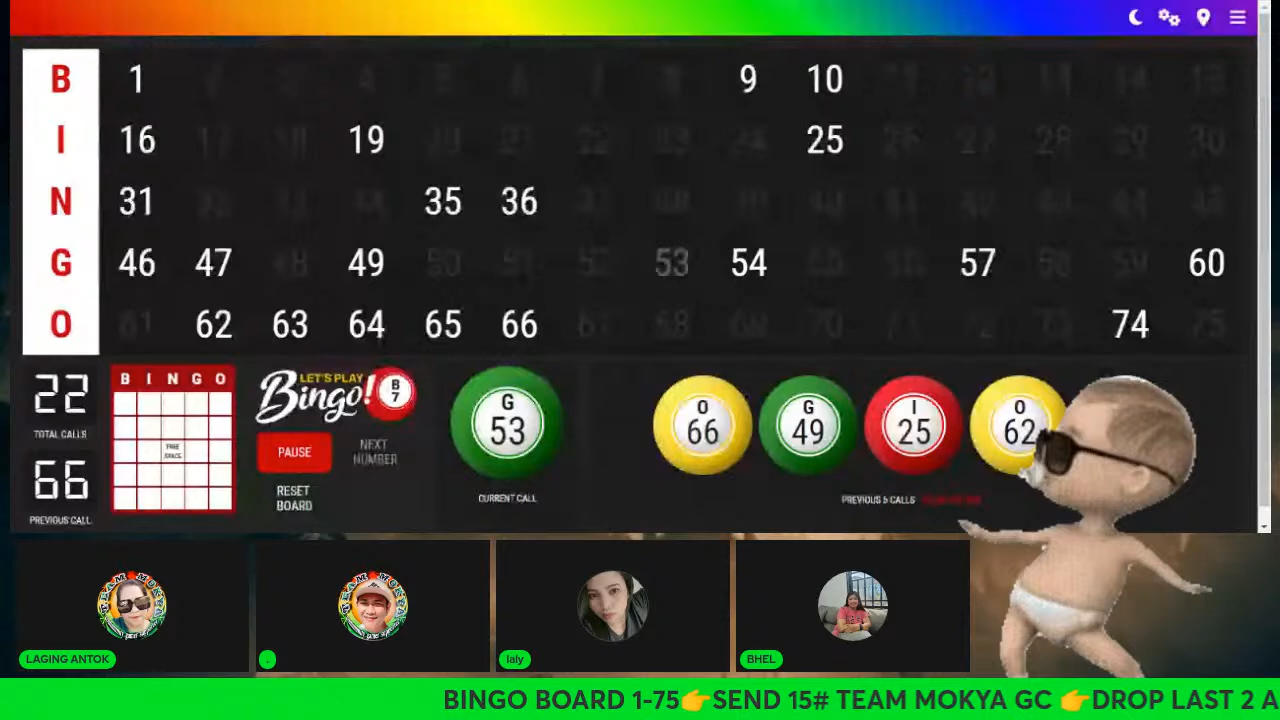 B 1 9 10
I 16 19 25
N 31 35 36
G 46 47 49 53 54 57 60
O 62 63 64 65 66 74
22
TOTAL CALLS
66
PREVIOUS CALL
B I N G O
FREE
SPACE
LET'S PLAY
Bingo!
B
7
PAUSE
NEXT
NUMBER
RESET
BOARD
G
53
CURRENT CALL
O
66
G
49
I
25
O
62
PREVIOUS 5 CALLS
TEAM MOKYA
LAGING ANTOK
.
laly
BHEL
BINGO BOARD 1-75👉SEND 15# TEAM MOKYA GC 👉DROP LAST 2 A